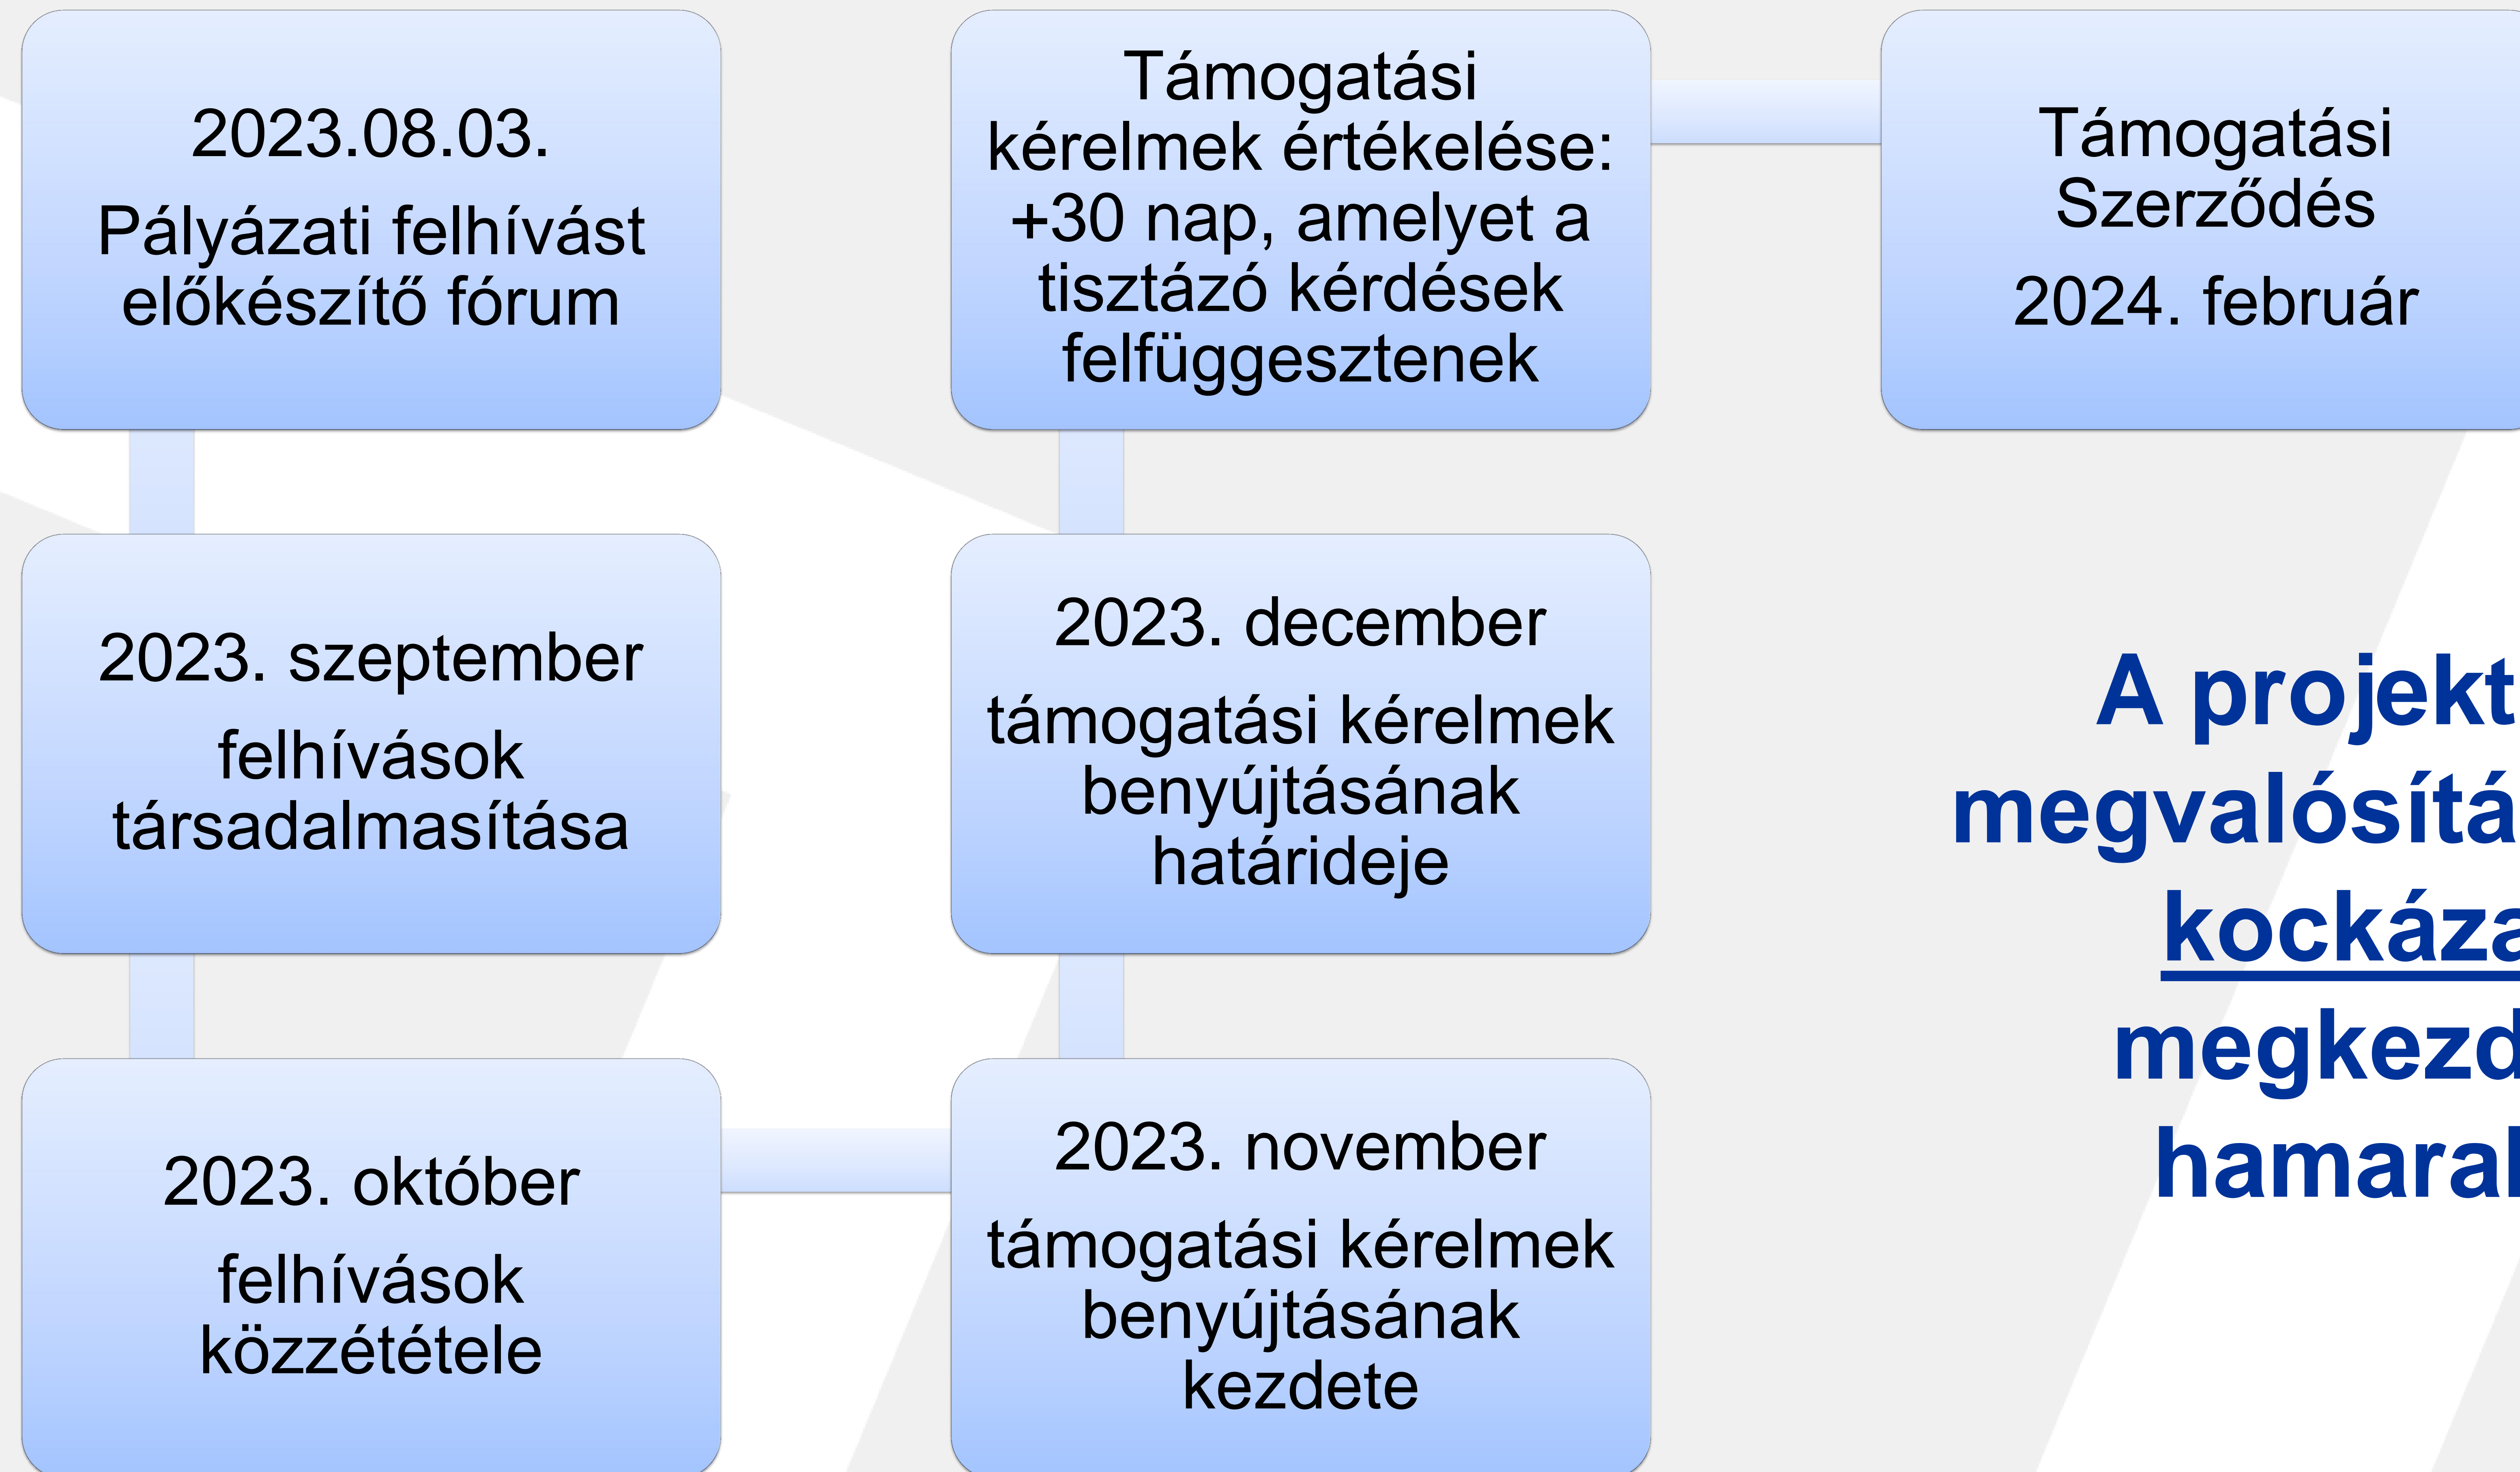 2023.08.03.
Pályázati felhívást
előkészítő fórum
2023. szeptember
felhívások
társadalmasítása
2023. október
felhívások
közzététele
2023. november
támogatási kérelmek
benyújtásának
kezdete
2023. december
támogatási kérelmek
benyújtásának
határideje
Támogatási
kérelmek értékelése:
+30 nap, amelyet a
tisztázó kérdések
felfüggesztenek
Támogatási
Szerződés
2024. február
A projekt
megvalósítá
kockáza
megkezd
hamara